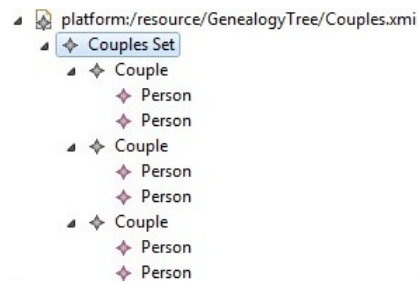 platform:/resource/GenealogyTree/Couples.xmi
Couples Set
Couple
Person
Person
Couple
Person
Person
Couple
Person
Person